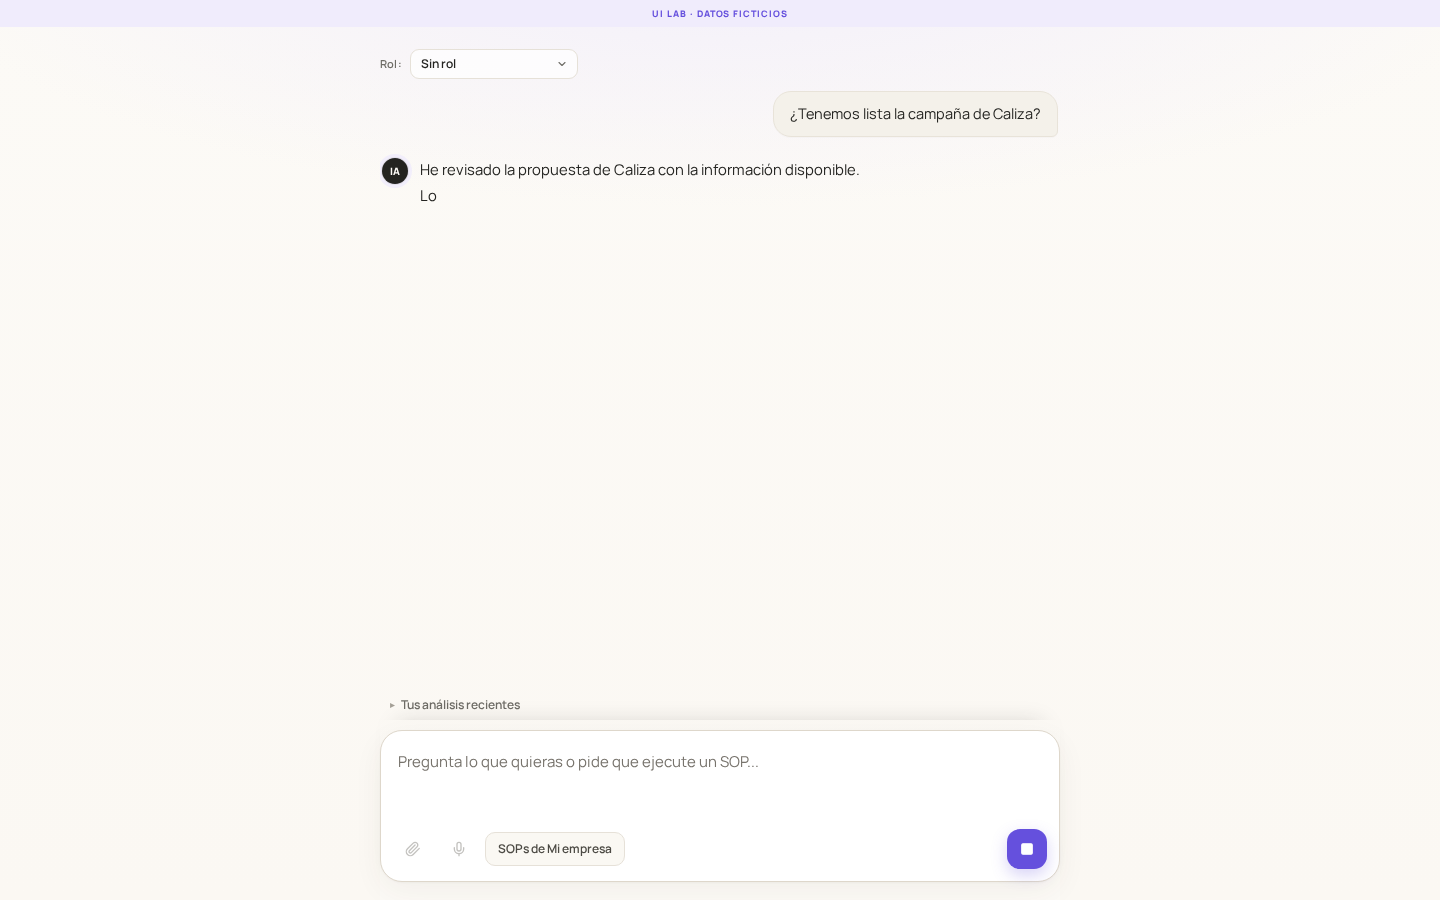 UI LAB · DATOS FICTICIOS
Rol: Sin rol
¿Tenemos lista la campaña de Caliza?
IA
He revisado la propuesta de Caliza con la información disponible.
Lo
Tus análisis recientes
Pregunta lo que quieras o pide que ejecute un SOP...
SOPs de Mi empresa